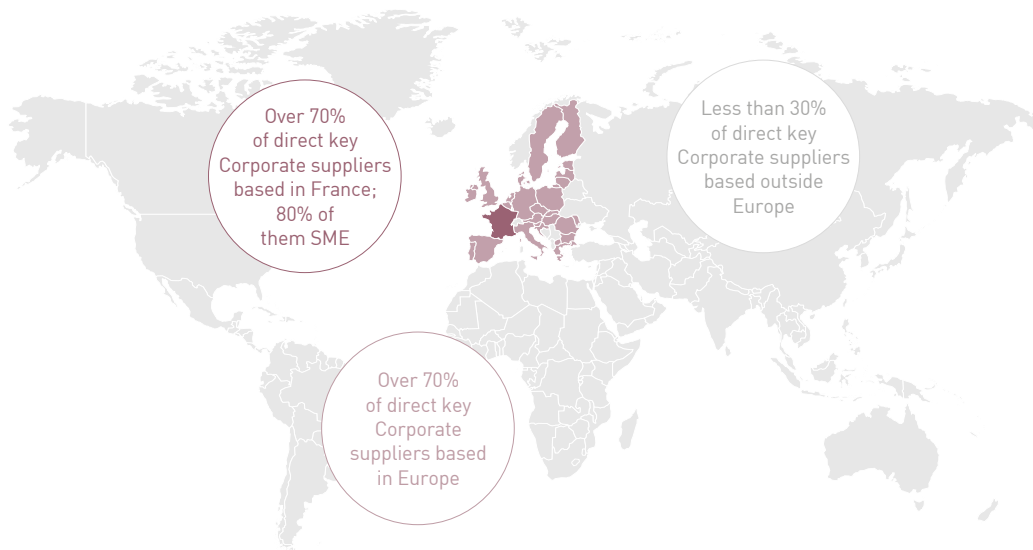 Over 70%
of direct key
Corporate suppliers
based in France;
80% of
them SME
Less than 30%
of direct key
Corporate suppliers
based outside
Europe
Over 70%
of direct key
Corporate
suppliers based
in Europe